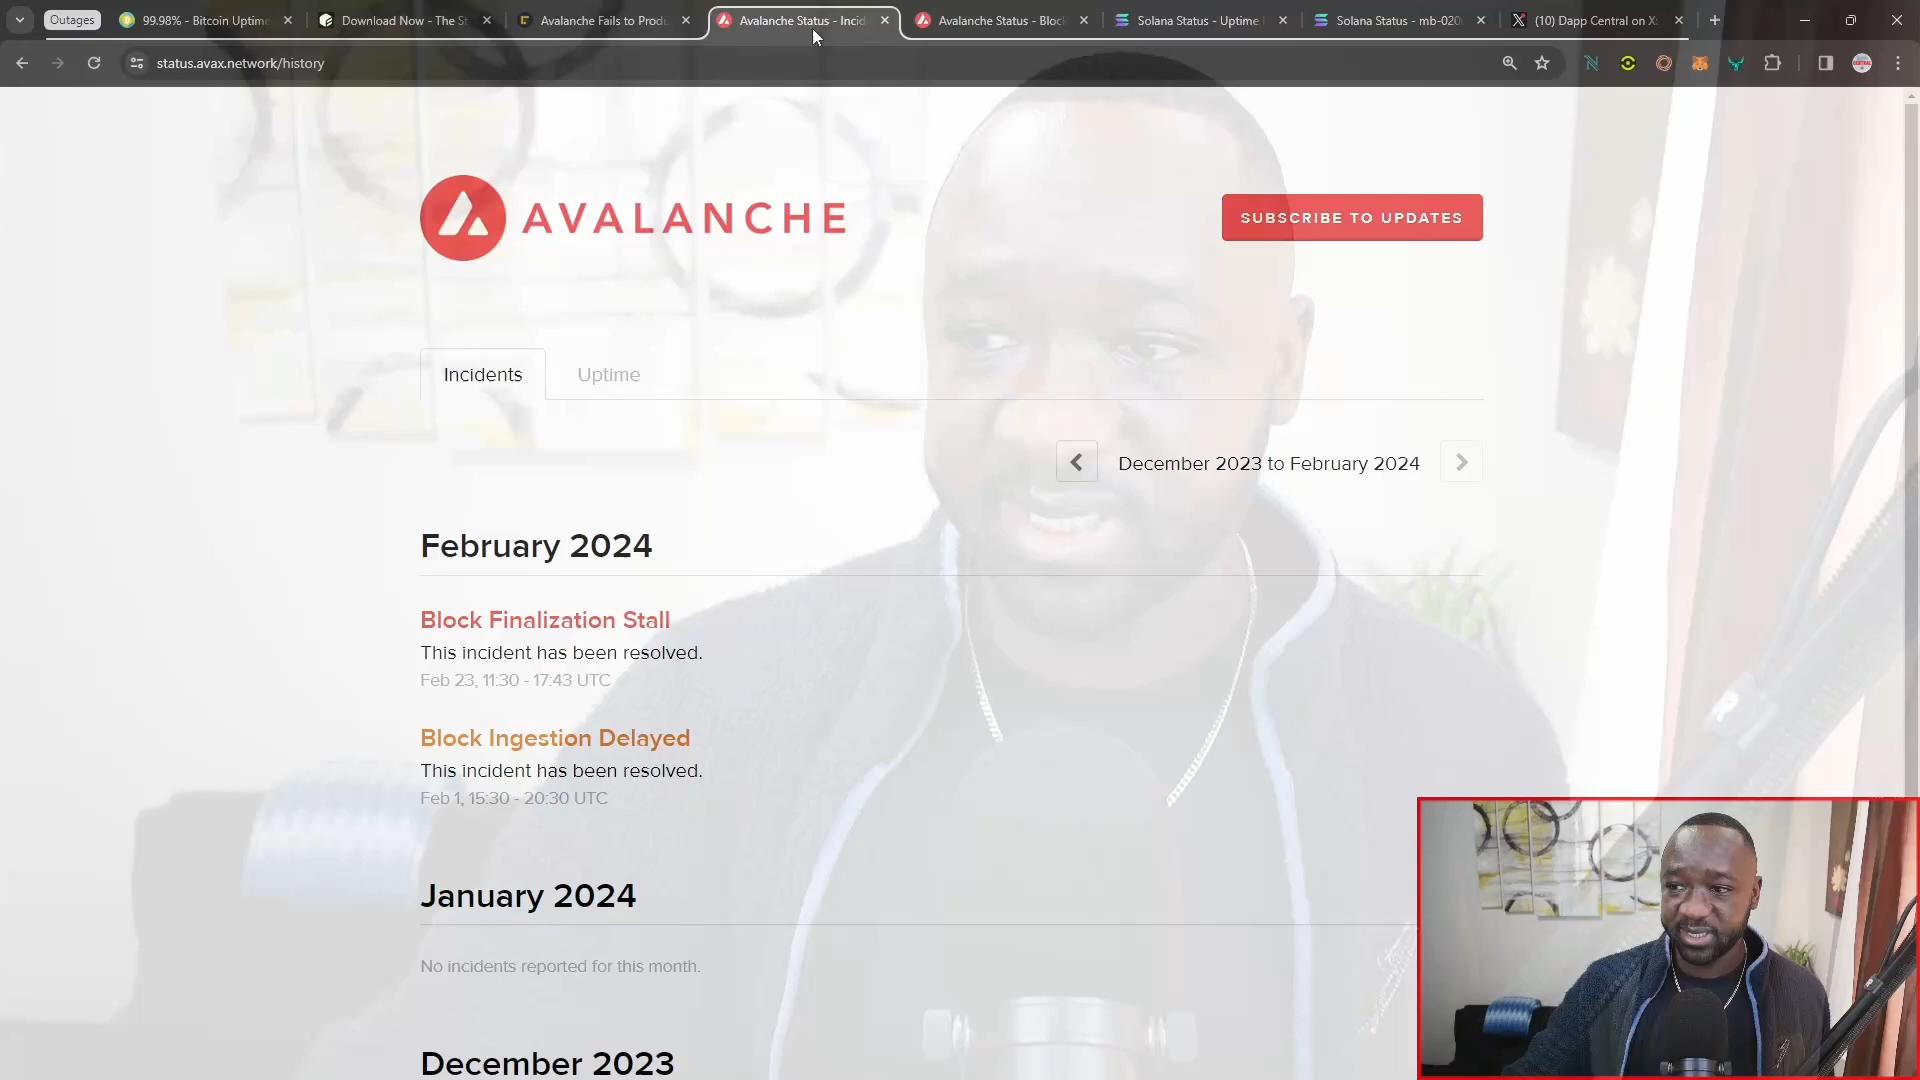 Outages
99.98% - Bitcoin Uptime
Download Now - The St
Avalanche Fails to Produ
Avalanche Status - Incid
Avalanche Status - Block
Solana Status - Uptime
Solana Status - mb-020
(10) Dapp Central on X:
status.avax.network/history
AVALANCHE
SUBSCRIBE TO UPDATES
Incidents
Uptime
December 2023 to February 2024
February 2024
Block Finalization Stall
This incident has been resolved.
Feb 23, 11:30 - 17:43 UTC
Block Ingestion Delayed
This incident has been resolved.
Feb 1, 15:30 - 20:30 UTC
January 2024
No incidents reported for this month.
December 2023